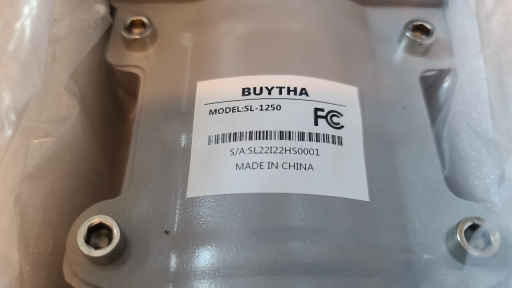 BUYTHA
MODEL:SL-1250
FC
S/A:SL22I22HS0001
MADE IN CHINA